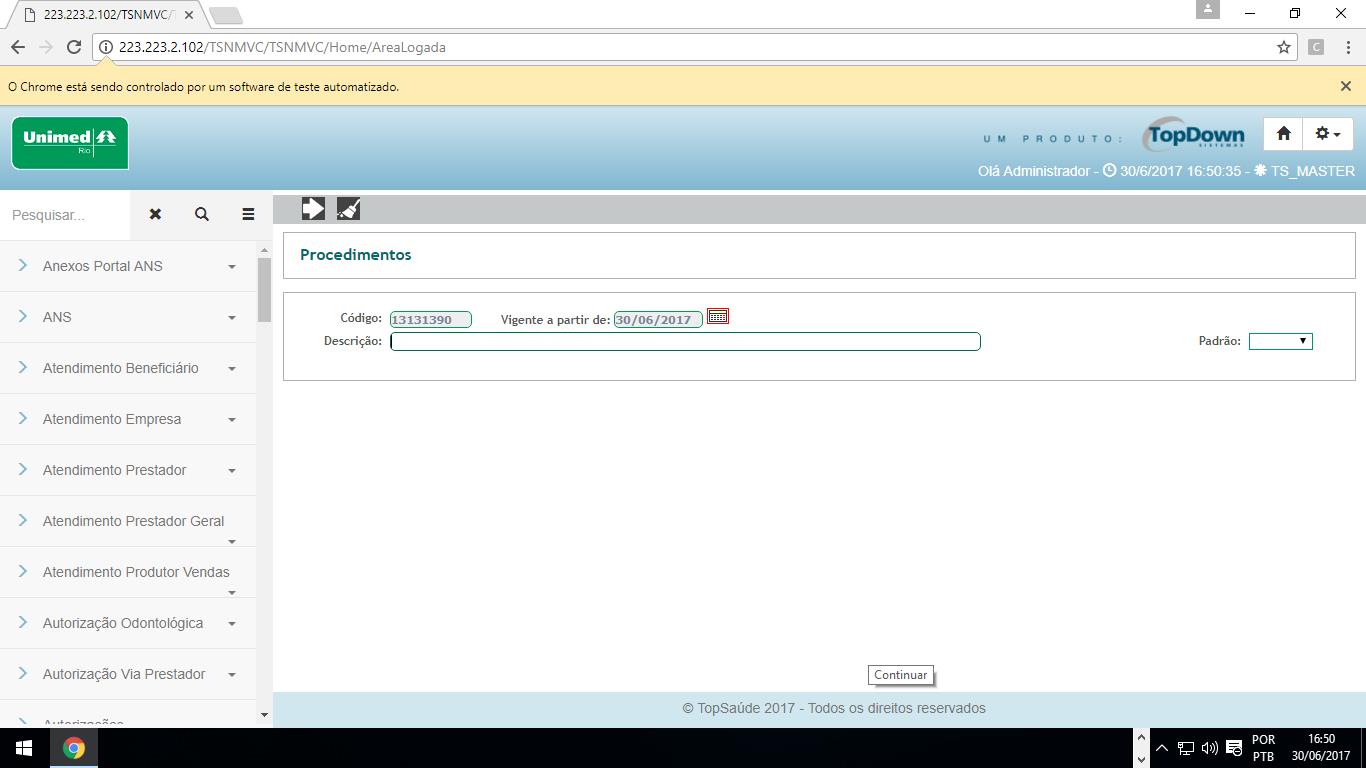 223.223.2.102/TSNMVC/
223.223.2.102/TSNMVC/TSNMVC/Home/AreaLogada
C
O Chrome está sendo controlado por um software de teste automatizado.
Unimed
Rio
UM PRODUTO:
TopDown
SISTEMAS
Olá Administrador - 30/6/2017 16:50:35 - TS_MASTER
Pesquisar...
Procedimentos
Anexos Portal ANS
ANS
Código: 13131390 Vigente a partir de: 30/06/2017
Descrição: Padrão:
Atendimento Beneficiário
Atendimento Empresa
Atendimento Prestador
Atendimento Prestador Geral
Atendimento Produtor Vendas
Autorização Odontológica
Autorização Via Prestador
Autorizações
Continuar
© TopSaúde 2017 - Todos os direitos reservados
POR
PTB
16:50
30/06/2017